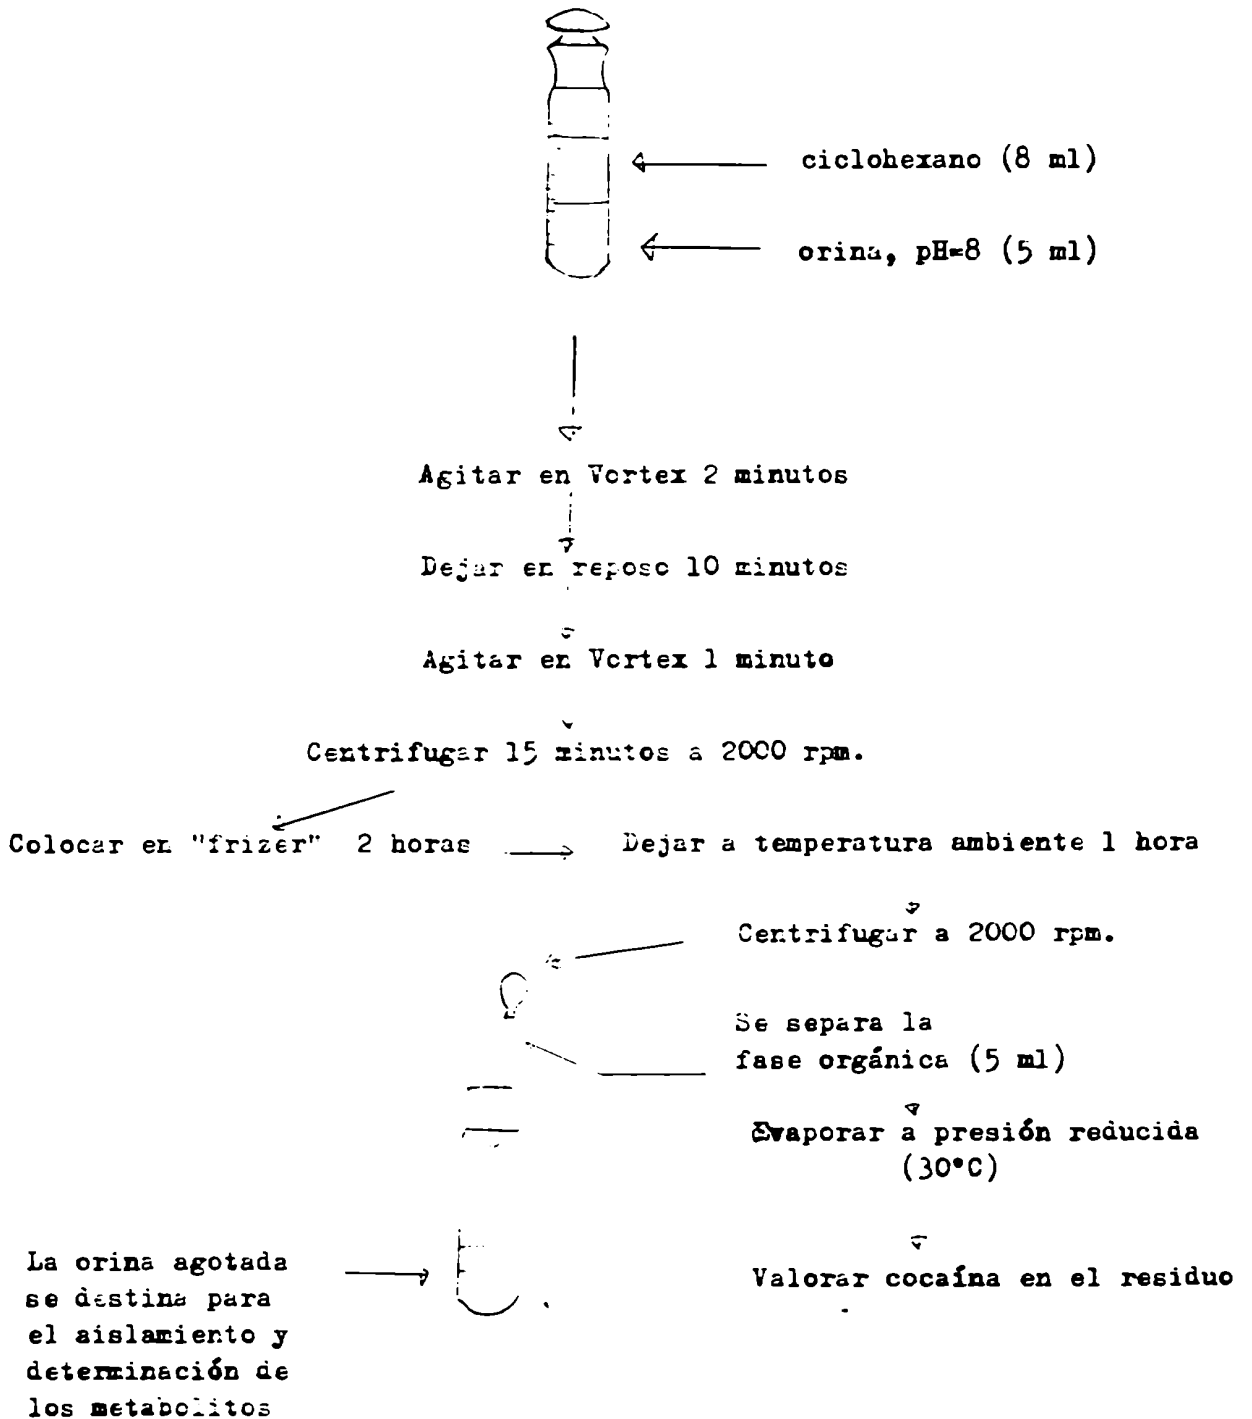 ciclohexano (8 ml)
orina, pH=8 (5 ml)
Agitar en Vortex 2 minutos
Dejar en reposo 10 minutos
Agitar en Vortex 1 minuto
Centrifugar 15 minutos a 2000 rpm.
Colocar en "frizer" 2 horas
Dejar a temperatura ambiente 1 hora
Centrifugar a 2000 rpm.
Se separa la
fase orgánica (5 ml)
Evaporar a presión reducida
(30°C)
Valorar cocaína en el residuo
La orina agotada
se destina para
el aislamiento y
determinación de
los metabolitos